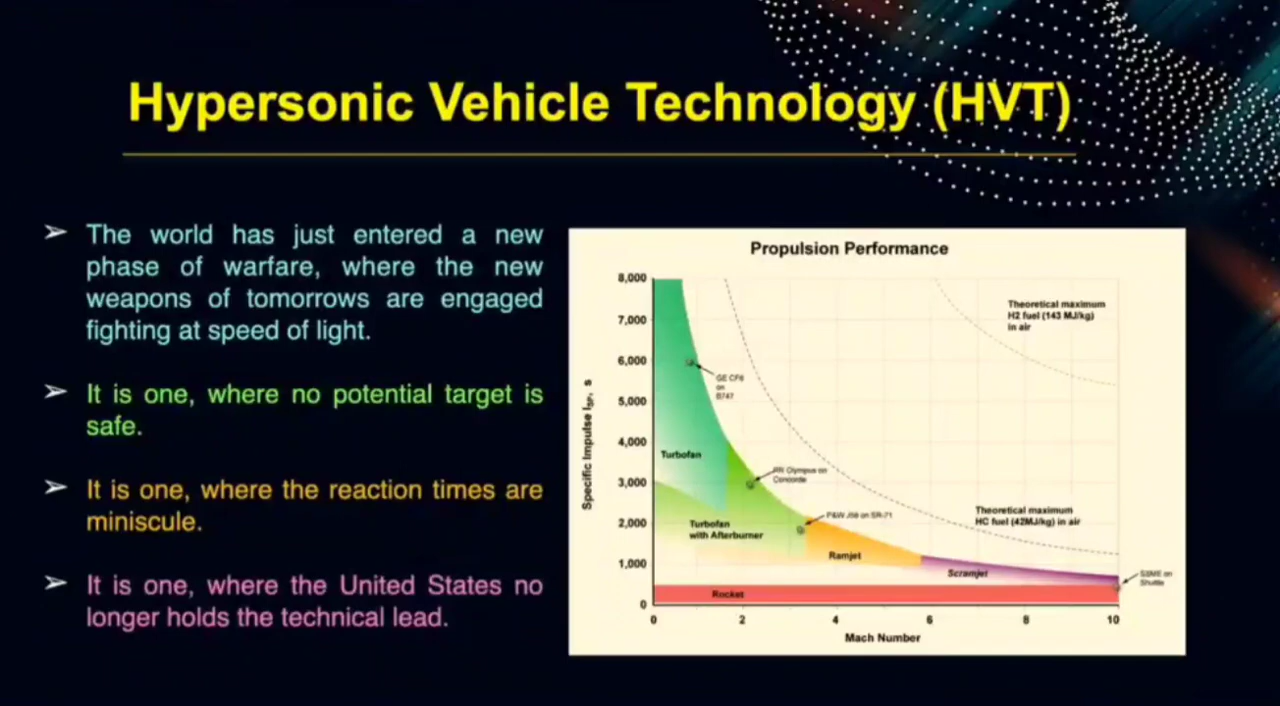 Hypersonic Vehicle Technology (HVT)
➢ The world has just entered a new
phase of warfare, where the new
weapons of tomorrows are engaged
fighting at speed of light.
➢ It is one, where no potential target is
safe.
➢ It is one, where the reaction times are
miniscule.
➢ It is one, where the United States no
longer holds the technical lead.
Propulsion Performance
Specific Impulse Isp, s
8,000
7,000
6,000
5,000
4,000
3,000
2,000
1,000
0
Theoretical maximum
H2 fuel (143 MJ/kg)
in air
GE CF6
on
B747
Turbofan
RR Olympus on
Concorde
Turbofan
with Afterburner
P&W J58 on SR-71
Theoretical maximum
HC fuel (42MJ/kg) in air
Ramjet
Scramjet
SSME on
Shuttle
Rocket
0
2
4
6
8
10
Mach Number